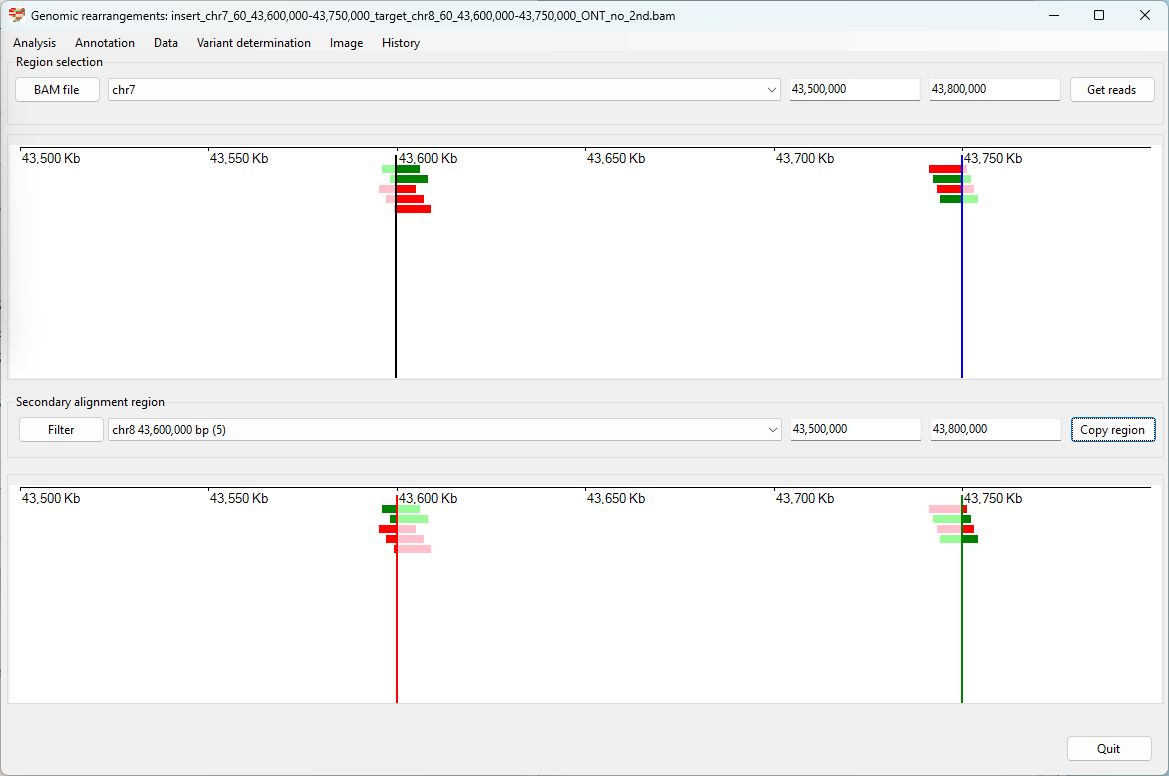 Genomic rearrangements: insert_chr7_60_43,600,000-43,750,000_target_chr8_60_43,600,000-43,750,000_ONT_no_2nd.bam
Analysis Annotation Data Variant determination Image History
Region selection
BAM file chr7 43,500,000 43,800,000 Get reads
43,500 Kb 43,550 Kb 43,600 Kb 43,650 Kb 43,700 Kb 43,750 Kb
Secondary alignment region
Filter chr8 43,600,000 bp (5) 43,500,000 43,800,000 Copy region
43,500 Kb 43,550 Kb 43,600 Kb 43,650 Kb 43,700 Kb 43,750 Kb
Quit